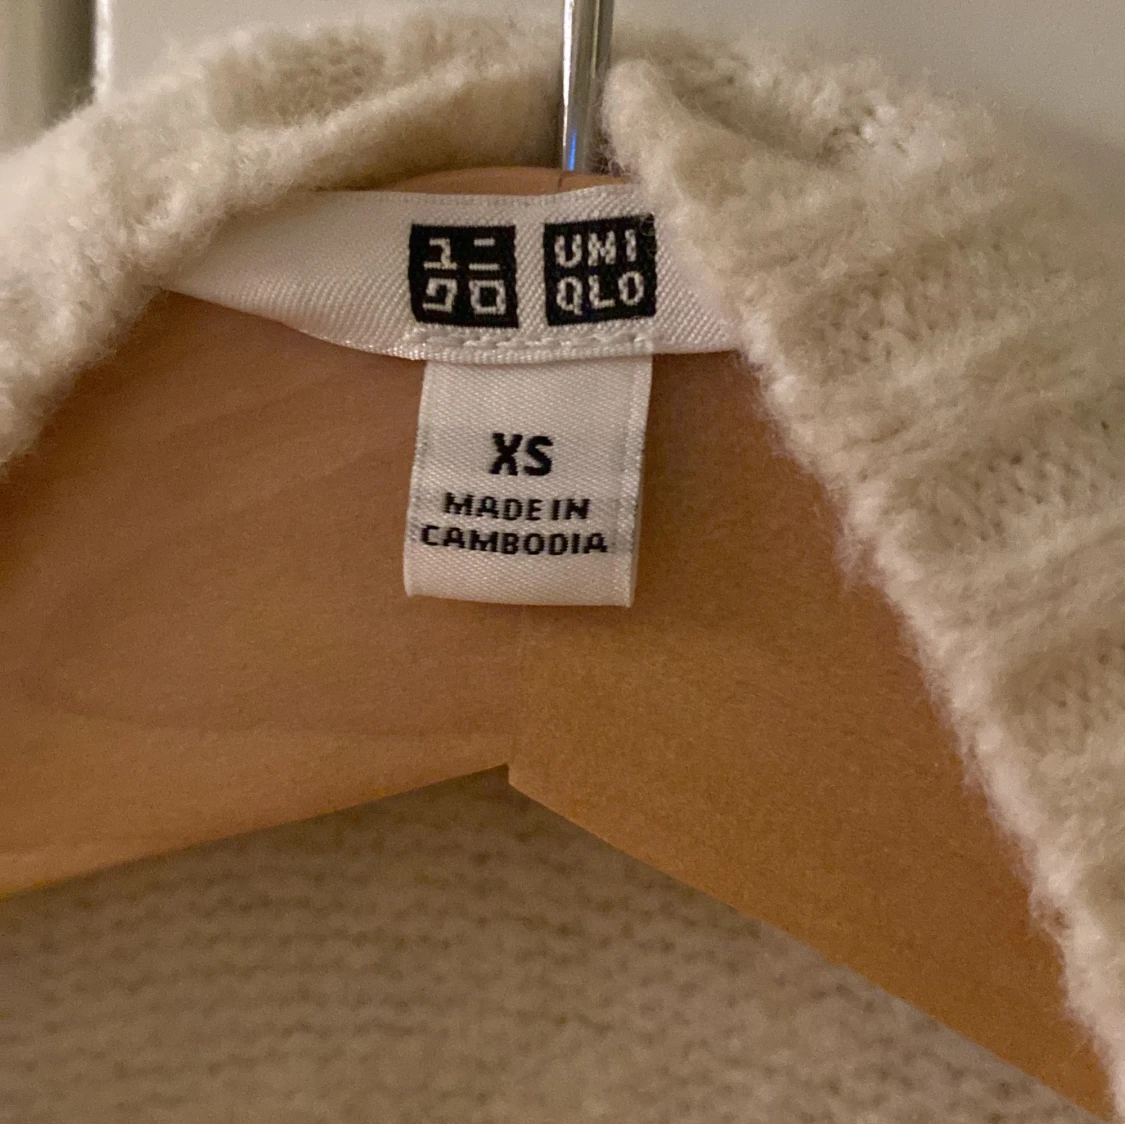 ユニ
クロ
UNI
QLO
XS
MADE IN
CAMBODIA